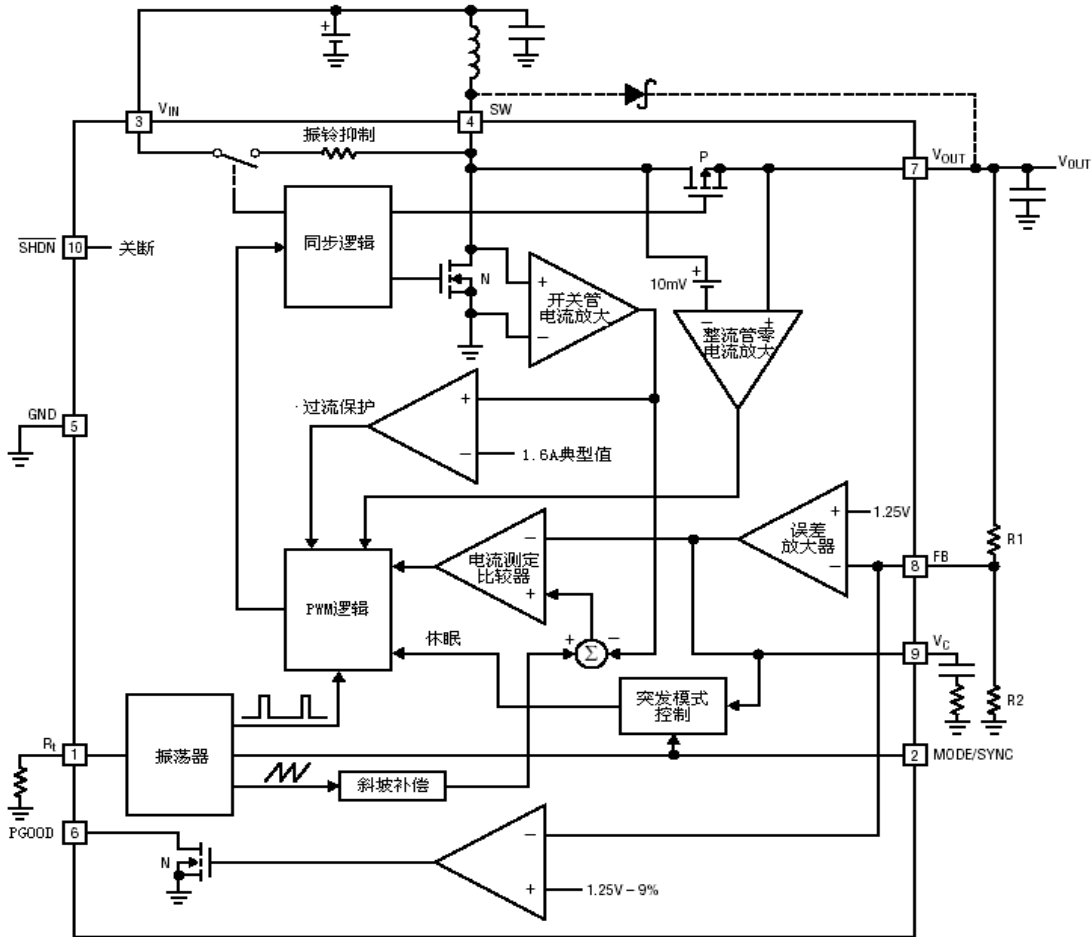 +
3
V_IN
4
SW
振铃抑制
P
7
V_OUT
V_OUT
SHDN
10
关断
同步逻辑
N
+
开关管
电流放大
−
+
10mV
−
+
整流管零
电流放大
GND
5
·过流保护
+
−
1.6A典型值
+
1.25V
误差
放大器
−
8
FB
R1
−
电流测定
比较器
+
PWM逻辑
休眠
+
−
Σ
9
V_C
突发模式
控制
R2
R_t
1
振荡器
2
MODE/SYNC
斜坡补偿
PGOOD
6
N
−
+
1.25V – 9%